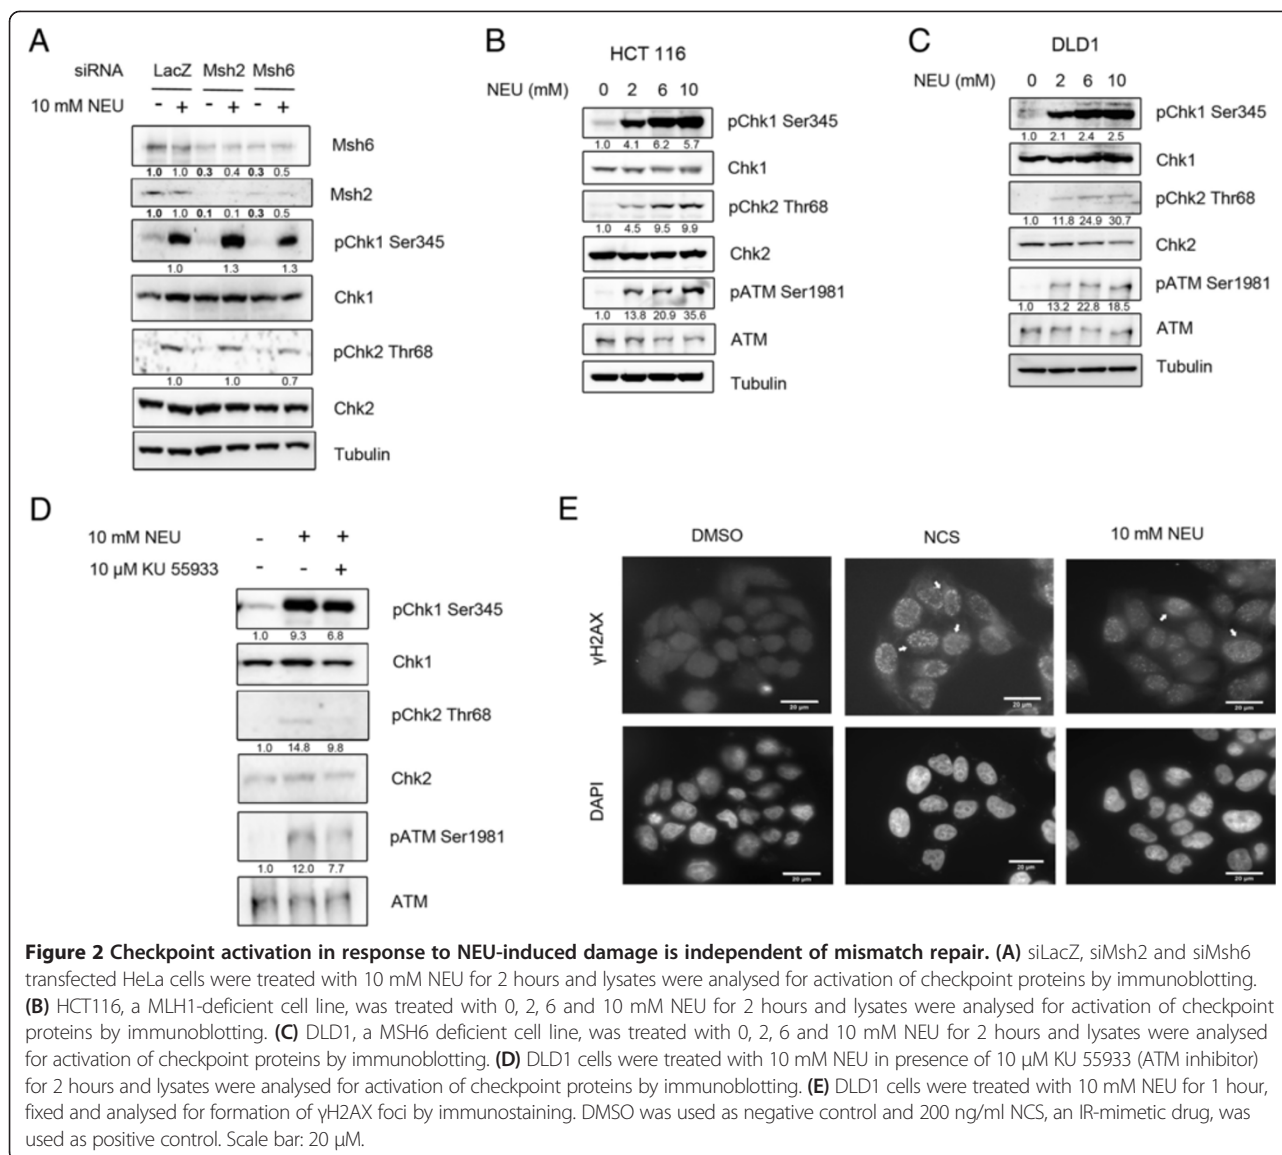 A
siRNA LacZ Msh2 Msh6
10 mM NEU - + - + - +
Msh6
1.0 1.0 0.3 0.4 0.3 0.5
Msh2
1.0 1.0 0.1 0.1 0.3 0.5
pChk1 Ser345
1.0 1.3 1.3
Chk1
pChk2 Thr68
1.0 1.0 0.7
Chk2
Tubulin
B
HCT 116
NEU (mM) 0 2 6 10
pChk1 Ser345
1.0 4.1 6.2 5.7
Chk1
pChk2 Thr68
1.0 4.5 9.5 9.9
Chk2
pATM Ser1981
1.0 13.8 20.9 35.6
ATM
Tubulin
C
DLD1
NEU (mM) 0 2 6 10
pChk1 Ser345
1.0 2.1 2.4 2.5
Chk1
pChk2 Thr68
1.0 11.8 24.9 30.7
Chk2
pATM Ser1981
1.0 13.2 22.8 18.5
ATM
Tubulin
D
10 mM NEU - + +
10 µM KU 55933 - - +
pChk1 Ser345
1.0 9.3 6.8
Chk1
pChk2 Thr68
1.0 14.8 9.8
Chk2
pATM Ser1981
1.0 12.0 7.7
ATM
E
DMSO NCS 10 mM NEU
γH2AX
20 µm 20 µm 20 µm
DAPI
20 µm 20 µm 20 µm
Figure 2 Checkpoint activation in response to NEU-induced damage is independent of mismatch repair. (A) siLacZ, siMsh2 and siMsh6
transfected HeLa cells were treated with 10 mM NEU for 2 hours and lysates were analysed for activation of checkpoint proteins by immunoblotting.
(B) HCT116, a MLH1-deficient cell line, was treated with 0, 2, 6 and 10 mM NEU for 2 hours and lysates were analysed for activation of checkpoint
proteins by immunoblotting. (C) DLD1, a MSH6 deficient cell line, was treated with 0, 2, 6 and 10 mM NEU for 2 hours and lysates were analysed
for activation of checkpoint proteins by immunoblotting. (D) DLD1 cells were treated with 10 mM NEU in presence of 10 µM KU 55933 (ATM inhibitor)
for 2 hours and lysates were analysed for activation of checkpoint proteins by immunoblotting. (E) DLD1 cells were treated with 10 mM NEU for 1 hour,
fixed and analysed for formation of γH2AX foci by immunostaining. DMSO was used as negative control and 200 ng/ml NCS, an IR-mimetic drug, was
used as positive control. Scale bar: 20 µM.